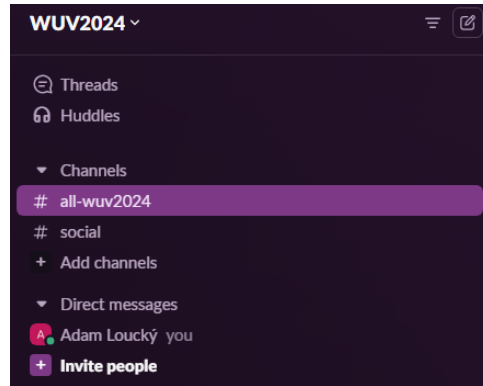 WUV2024
Threads
Huddles
Channels
# all-wuv2024
# social
+ Add channels
Direct messages
A Adam Loucký you
+ Invite people